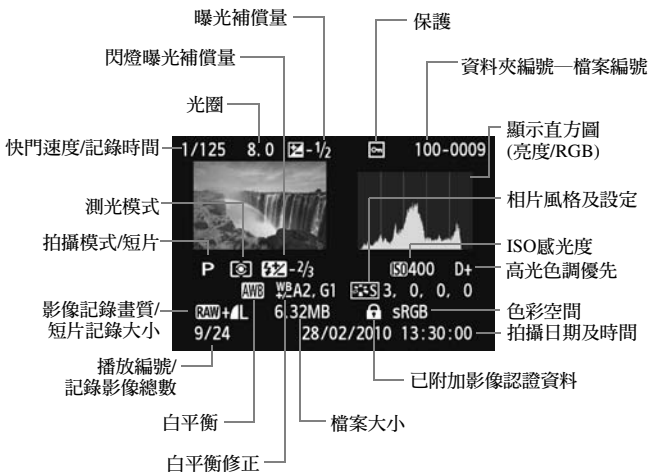 曝光補償量
保護
閃燈曝光補償量
資料夾編號—檔案編號
光圈
顯示直方圖
(亮度/RGB)
快門速度/記錄時間
1/125 8.0 -1/2 100-0009
測光模式
相片風格及設定
拍攝模式/短片
ISO感光度
P -2/3 ISO400 D+
高光色調優先
AWB WB+/- A2, G1 S 3, 0, 0, 0
影像記錄畫質/
短片記錄大小
RAW+L 6.32MB sRGB
色彩空間
9/24 28/02/2010 13:30:00
拍攝日期及時間
播放編號/
記錄影像總數
已附加影像認證資料
白平衡
檔案大小
白平衡修正